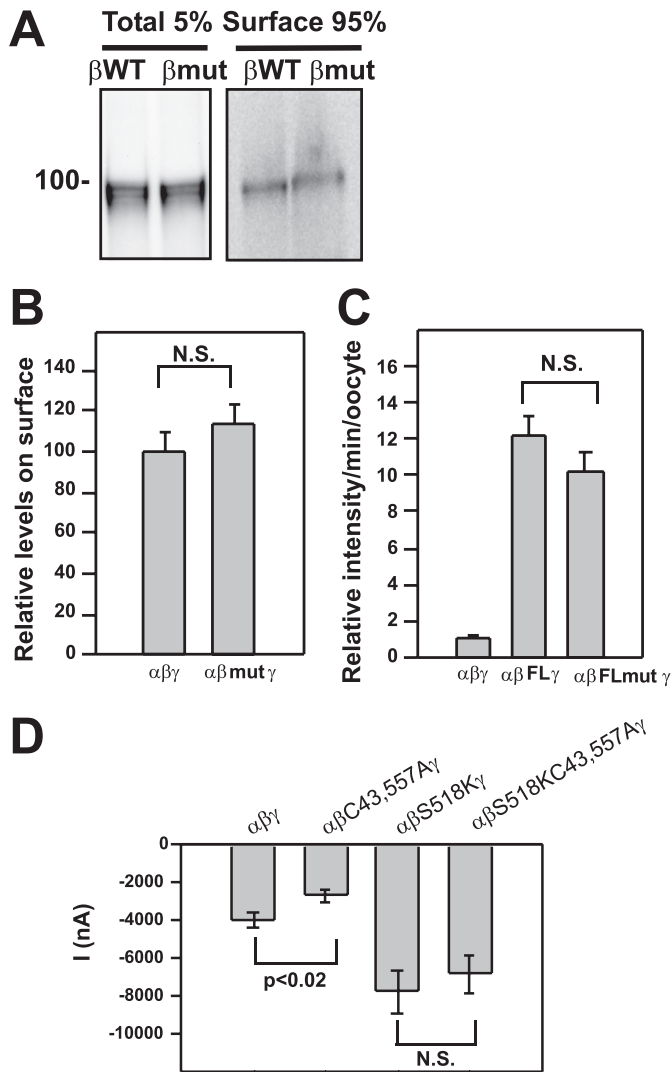 A
Total 5% Surface 95%
βWT βmut βWT βmut
100-
B
Relative levels on surface
140
120
100
80
60
40
20
0
N.S.
αβγ αβmutγ
C
Relative intensity/min/oocyte
16
14
12
10
8
6
4
2
0
N.S.
αβγ αβFLγ αβFLmutγ
D
αβγ
αβC43,557Aγ
αβS518Kγ
αβS518KC43,557Aγ
I (nA)
0
-2000
-4000
-6000
-8000
-10000
p<0.02
N.S.